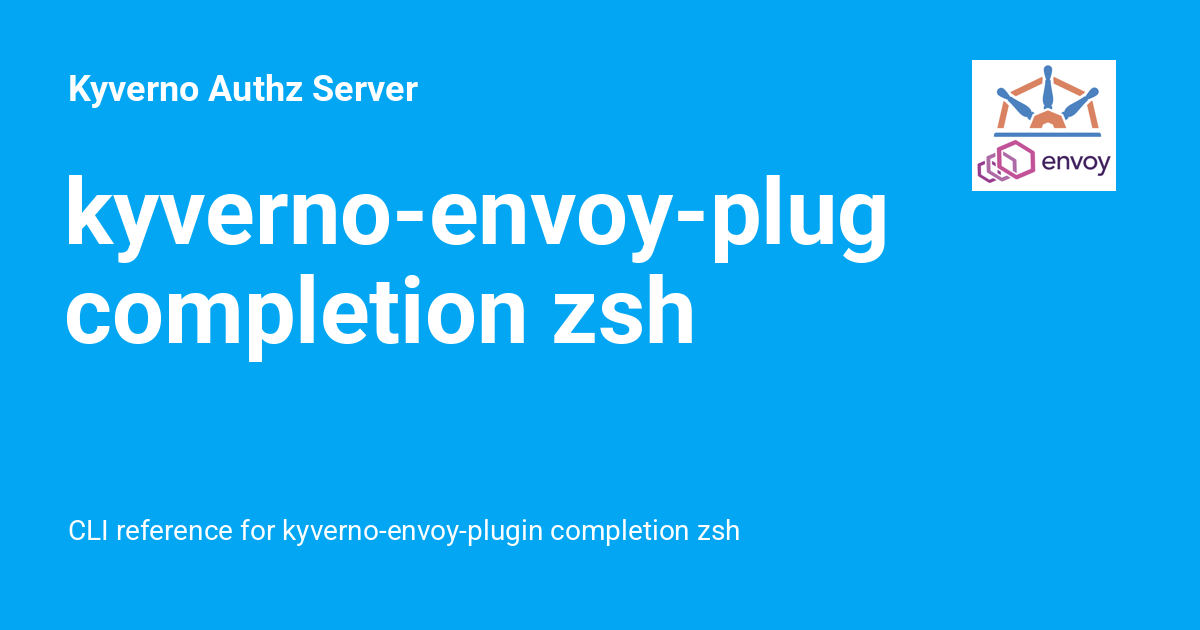 Kyverno Authz Server
envoy
kyverno-envoy-plug
completion zsh
CLI reference for kyverno-envoy-plugin completion zsh